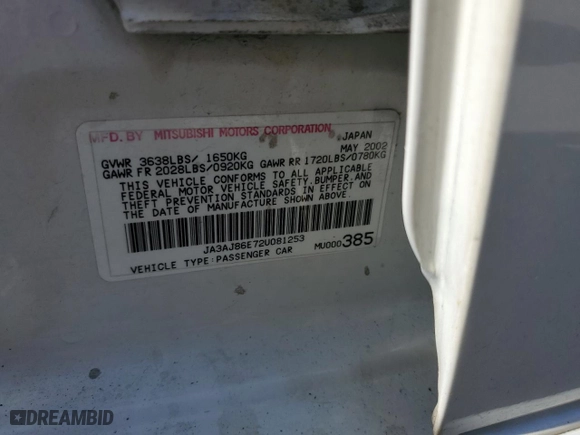 MFD. BY MITSUBISHI MOTORS CORPORATION JAPAN
GVWR 3638LBS/ 1650KG MAY 2002
GAWR FR 2028LBS/0920KG GAWR RR 1720LBS/0780KG
THIS VEHICLE CONFORMS TO ALL APPLICABLE
FEDERAL MOTOR VEHICLE SAFETY,BUMPER,AND
THEFT PREVENTION STANDARDS IN EFFECT ON
THE DATE OF MANUFACTURE SHOWN ABOVE.
JA3AJ86E72U081253
MU000385
VEHICLE TYPE:PASSENGER CAR
DREAMBID